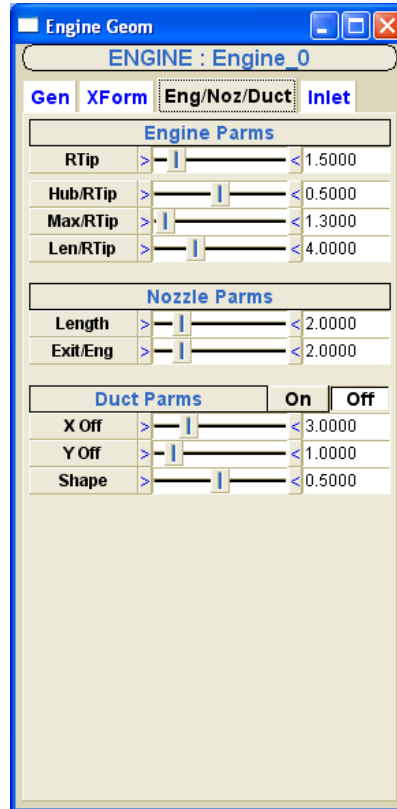 Engine Geom
ENGINE : Engine_0
Gen XForm Eng/Noz/Duct Inlet
Engine Parms
RTip > < 1.5000
Hub/RTip > < 0.5000
Max/RTip > < 1.3000
Len/RTip > < 4.0000
Nozzle Parms
Length > < 2.0000
Exit/Eng > < 2.0000
Duct Parms On Off
X Off > < 3.0000
Y Off > < 1.0000
Shape > < 0.5000